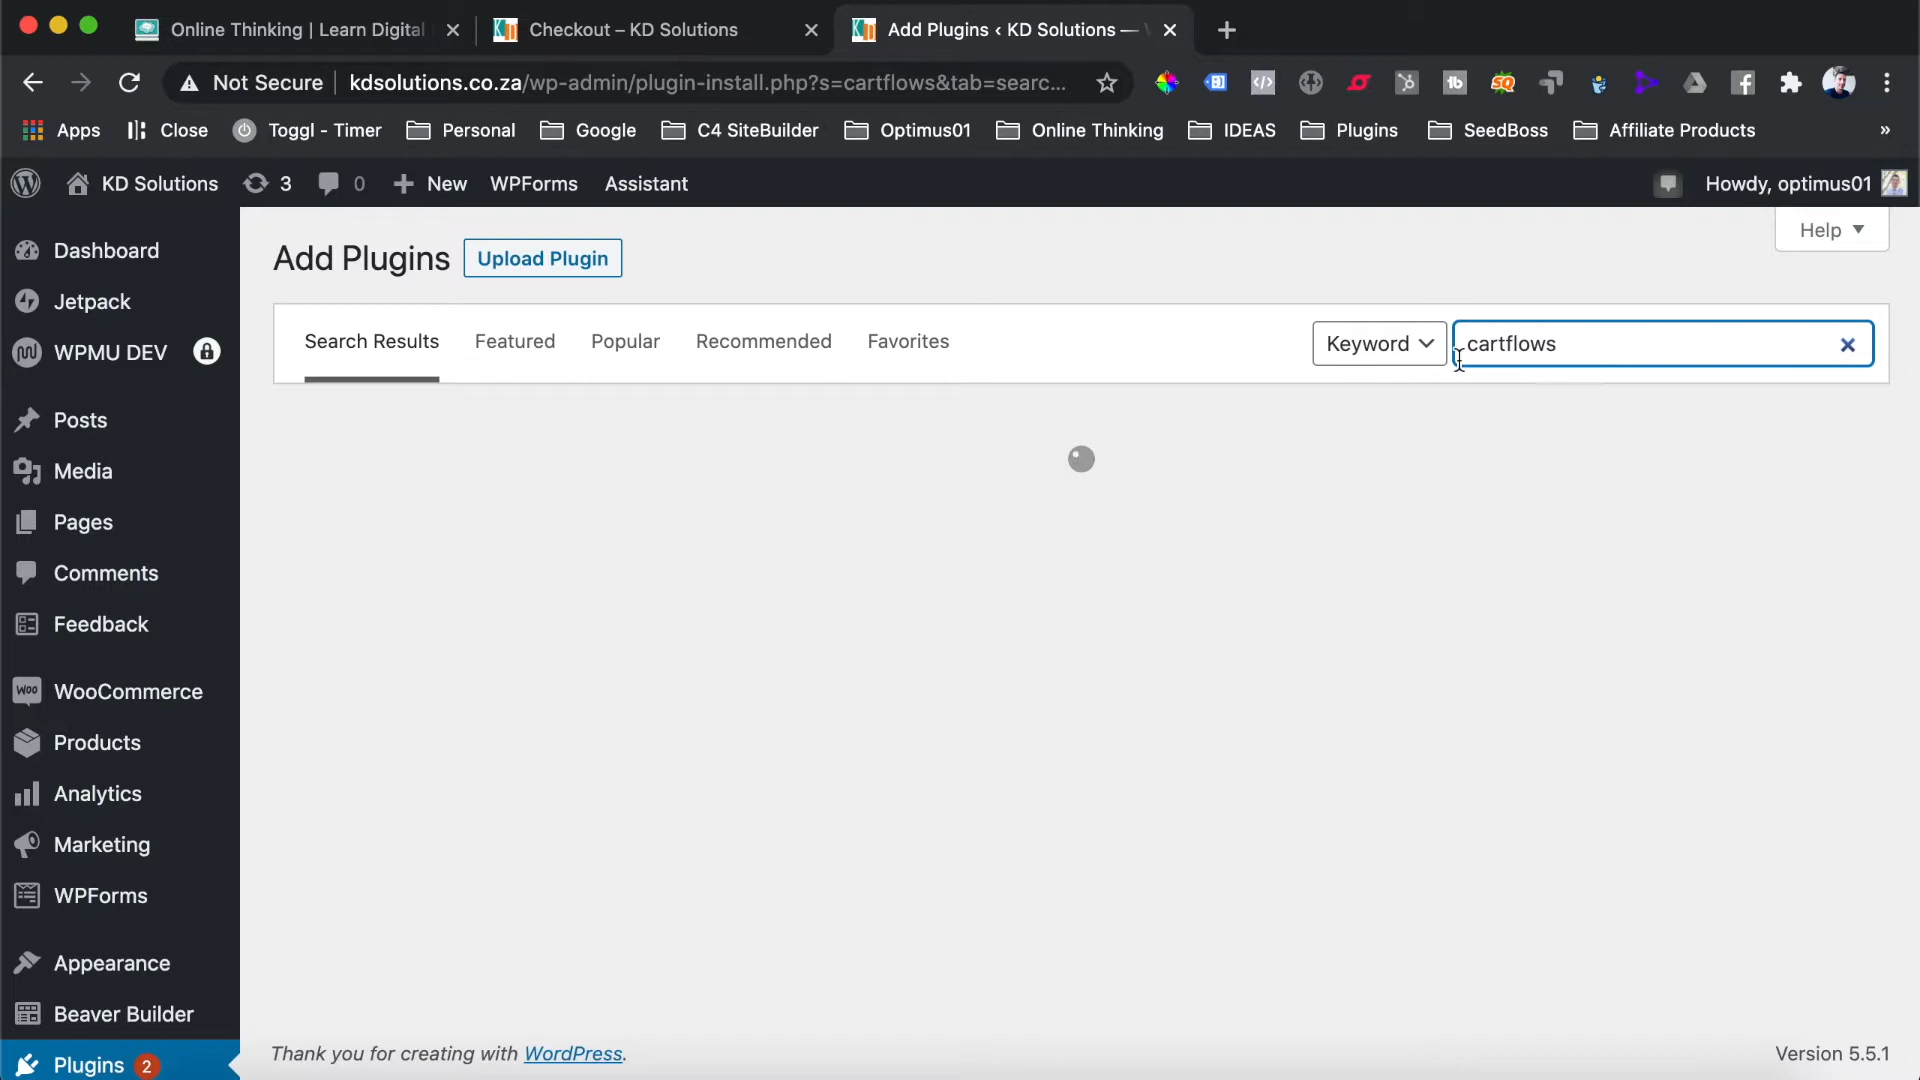 Online Thinking | Learn Digital
Checkout – KD Solutions
Add Plugins ‹ KD Solutions —
Not Secure
kdsolutions.co.za/wp-admin/plugin-install.php?s=cartflows&tab=searc...
Apps
Close
Toggl - Timer
Personal
Google
C4 SiteBuilder
Optimus01
Online Thinking
IDEAS
Plugins
SeedBoss
Affiliate Products
»
KD Solutions
3
0
New
WPForms
Assistant
Howdy, optimus01
Dashboard
Jetpack
WPMU DEV
Posts
Media
Pages
Comments
Feedback
WooCommerce
Products
Analytics
Marketing
WPForms
Appearance
Beaver Builder
Plugins 2
Help
Add Plugins
Upload Plugin
Search Results
Featured
Popular
Recommended
Favorites
Keyword
cartflows
Thank you for creating with WordPress.
Version 5.5.1